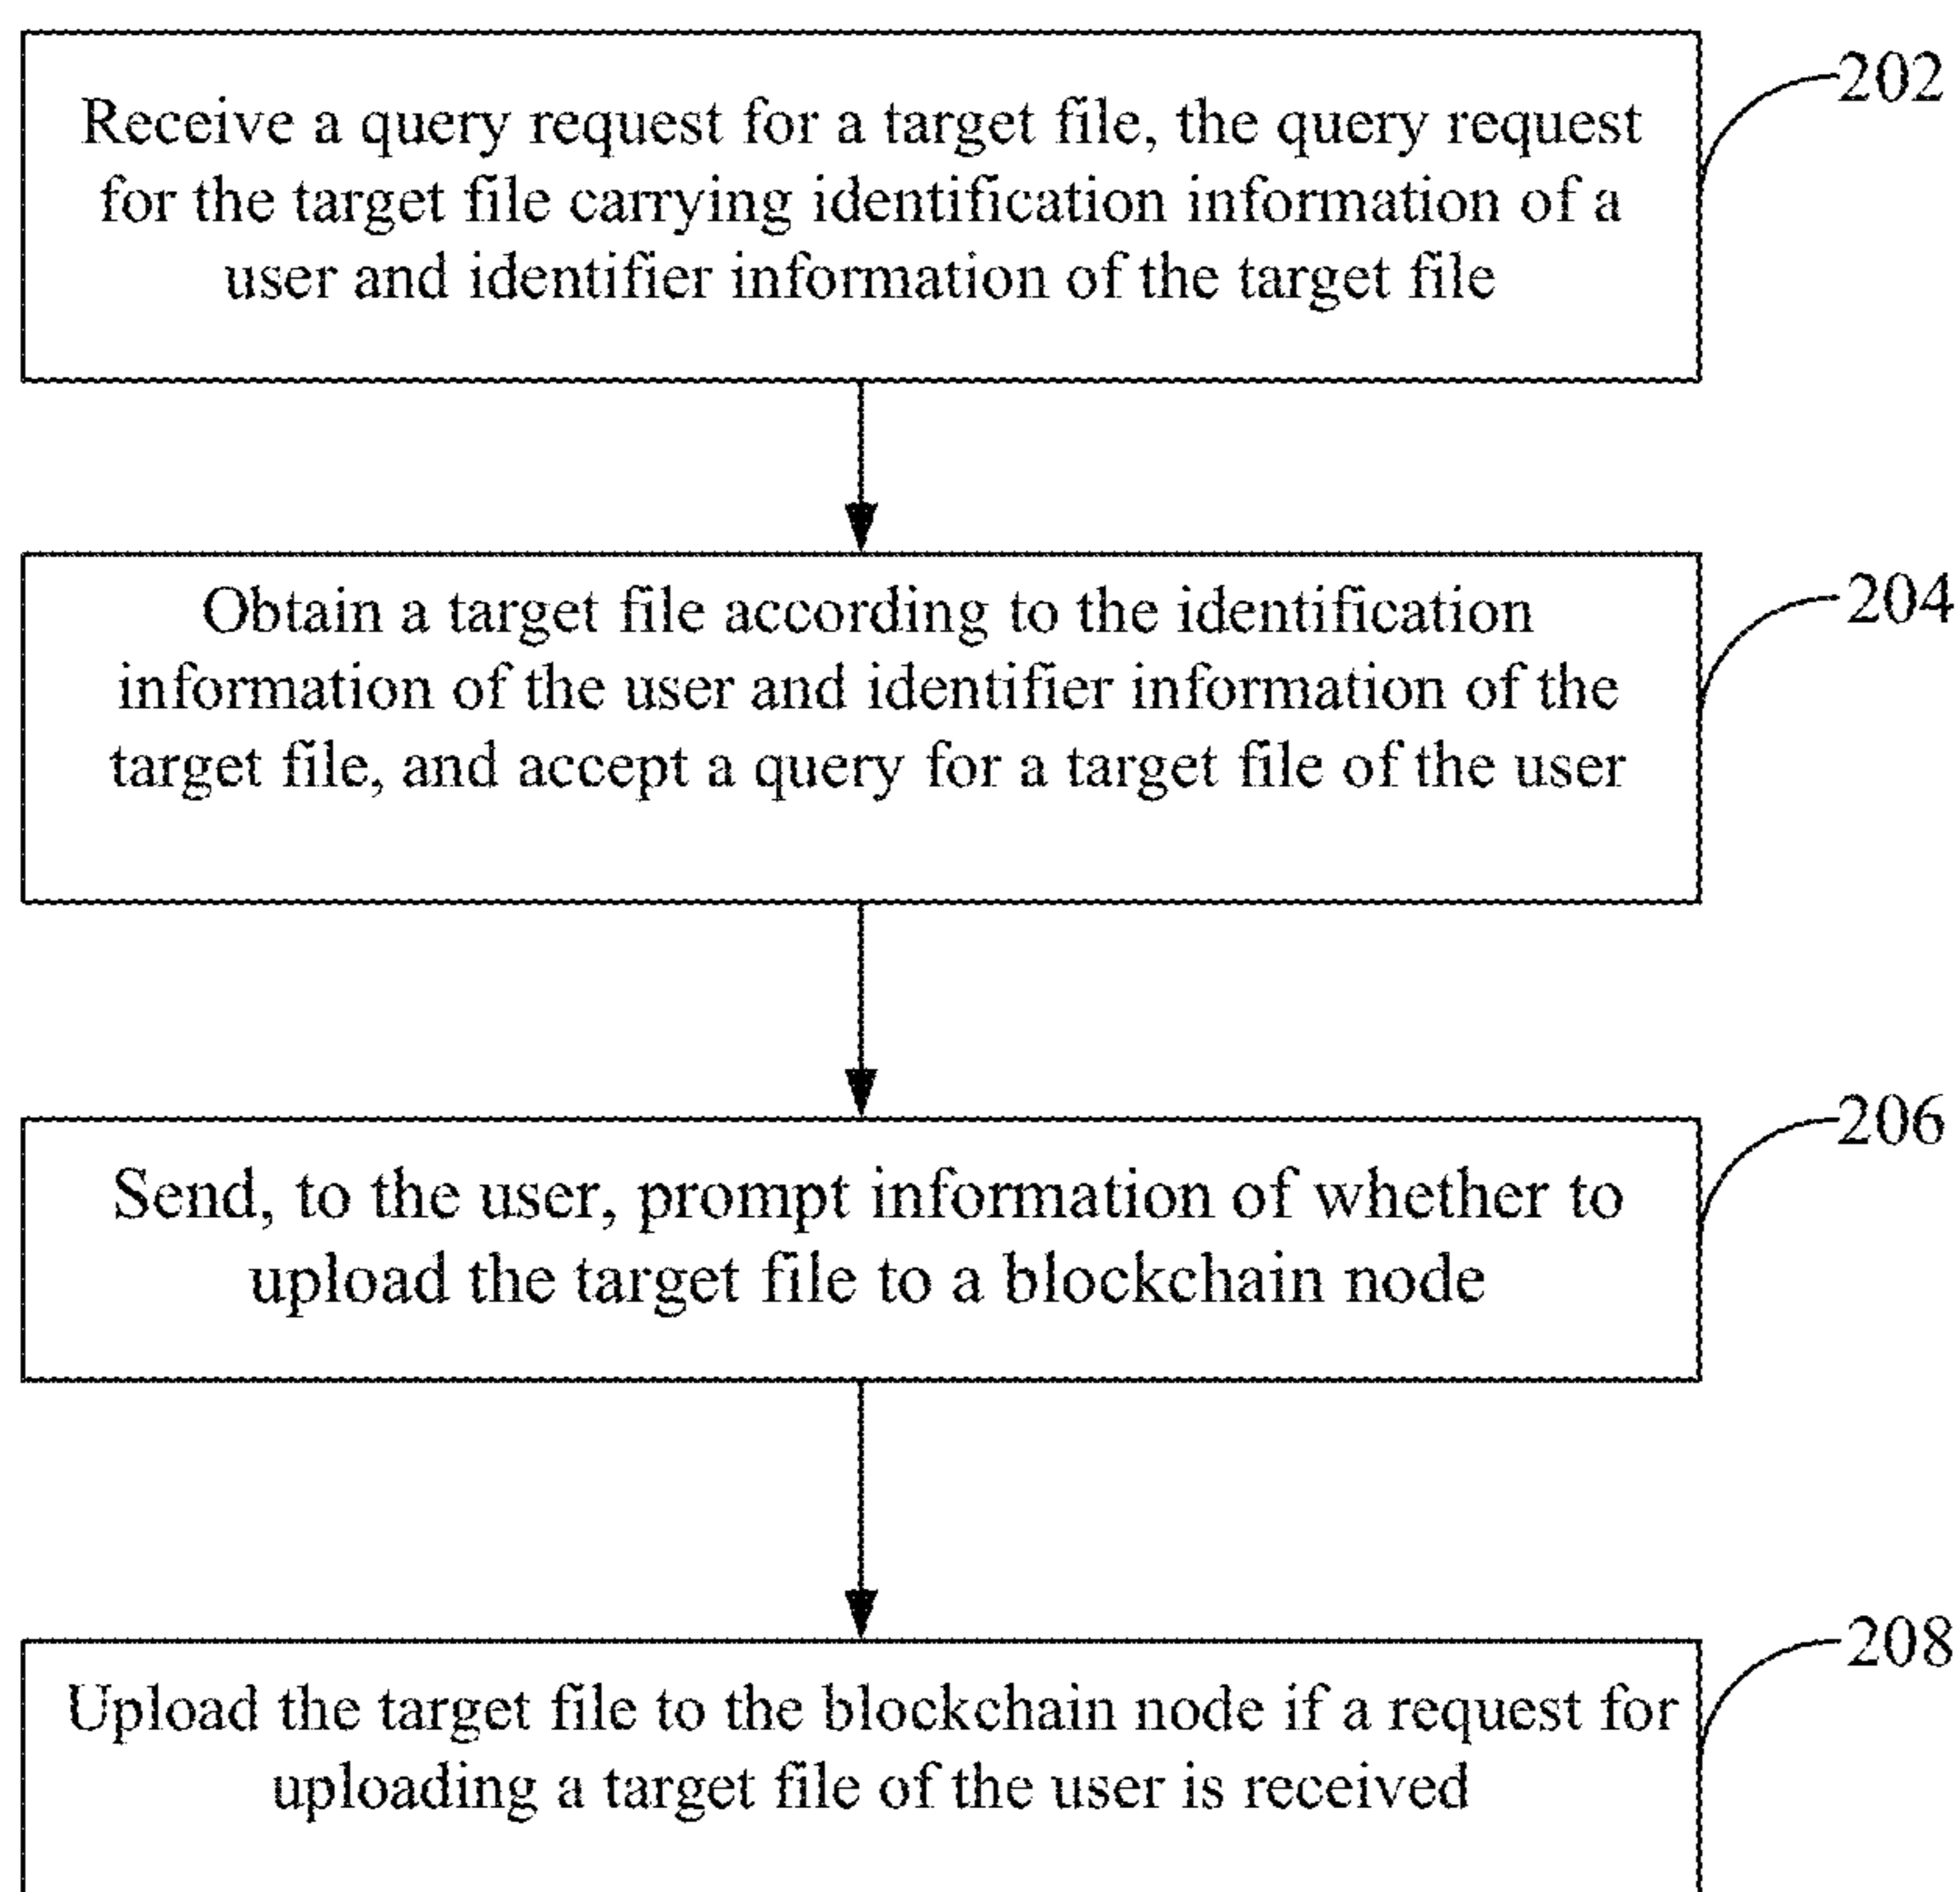 202
Receive a query request for a target file, the query request
for the target file carrying identification information of a
user and identifier information of the target file
204
Obtain a target file according to the identification
information of the user and identifier information of the
target file, and accept a query for a target file of the user
206
Send, to the user, prompt information of whether to
upload the target file to a blockchain node
208
Upload the target file to the blockchain node if a request for
uploading a target file of the user is received